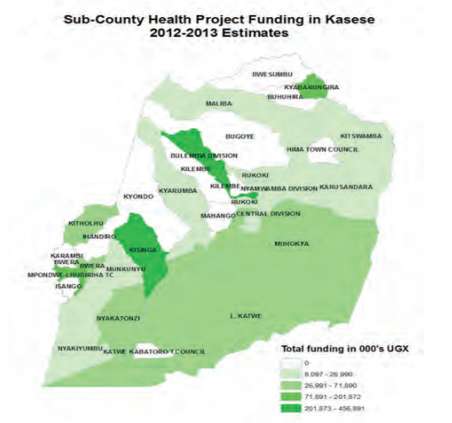 Sub-County Health Project Funding in Kasese
2012-2013 Estimates
BWESUMBU
KYABARUNGIRA
BUHUHIRA
MALIBA
BUGOYE
KITSWAMBA
HIMA TOWN COUNCIL
BULEMBIA DIVISION
KILEMBE
RUKOKI
KYARUMBA
KILEMBE
NYAMWAMBA DIVISION
KARUSANDARA
KYONDO
RUKOKI
MAHANGO
CENTRAL DIVISION
KITHOLHU
IHANDIRO
KISINGA
MUHOKYA
KARAMBI
BWERA
BWERA
MUNKUNYU
MPONDWE LHUBIRIHA TC
ISANGO
NYAKATONZI
L. KATWE
NYAKIYUMBU
KATWE KABATORO T.COUNCIL
Total funding in 000's UGX
0
8,097 - 26,990
26,991 - 71,890
71,891 - 201,872
201,873 - 456,891